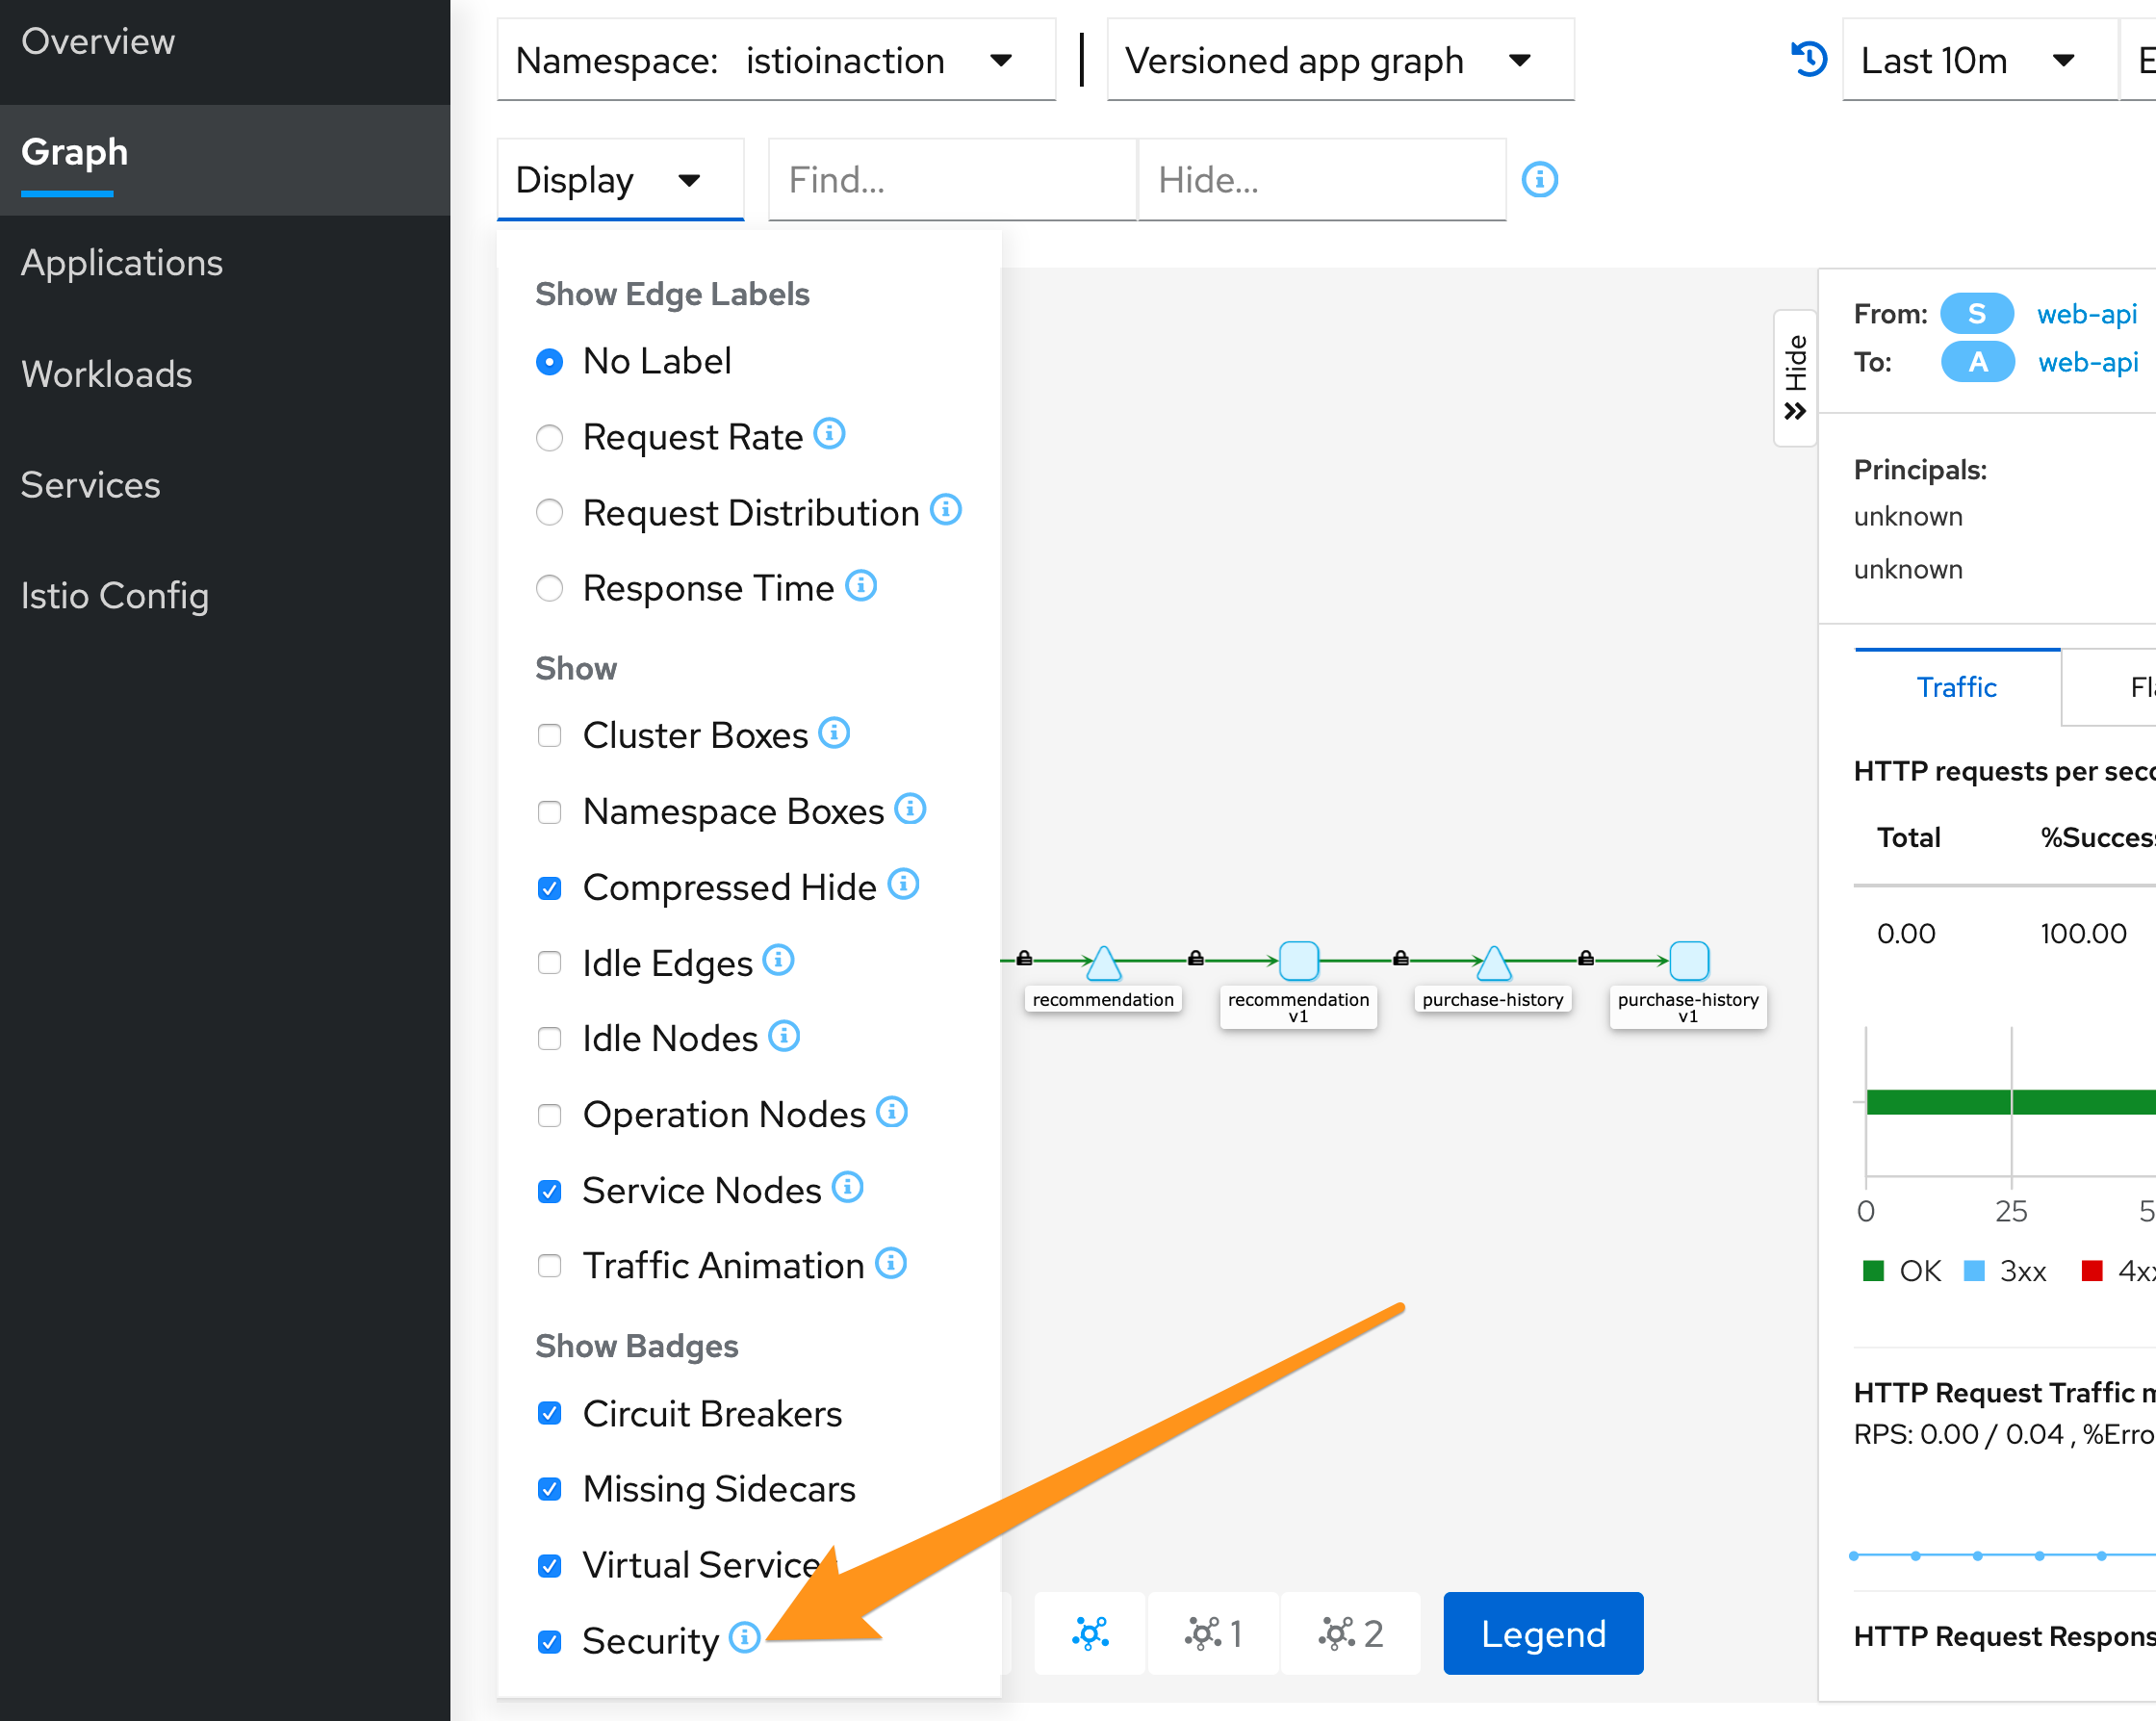 Overview
Graph
Applications
Workloads
Services
Istio Config
Namespace: istioinaction
Versioned app graph
Last 10m
E
Display
Find...
Hide...
Show Edge Labels
No Label
Request Rate
Request Distribution
Response Time
Show
Cluster Boxes
Namespace Boxes
Compressed Hide
Idle Edges
Idle Nodes
Operation Nodes
Service Nodes
Traffic Animation
Show Badges
Circuit Breakers
Missing Sidecars
Virtual Service
Security
recommendation
recommendation
v1
purchase-history
purchase-history
v1
1
2
Legend
Hide
From: S web-api
To: A web-api
Principals:
unknown
unknown
Traffic
Fl
HTTP requests per seco
Total %Succes
0.00 100.00
0 25 5
OK 3xx 4x
HTTP Request Traffic m
RPS: 0.00 / 0.04 , %Erro
HTTP Request Respons